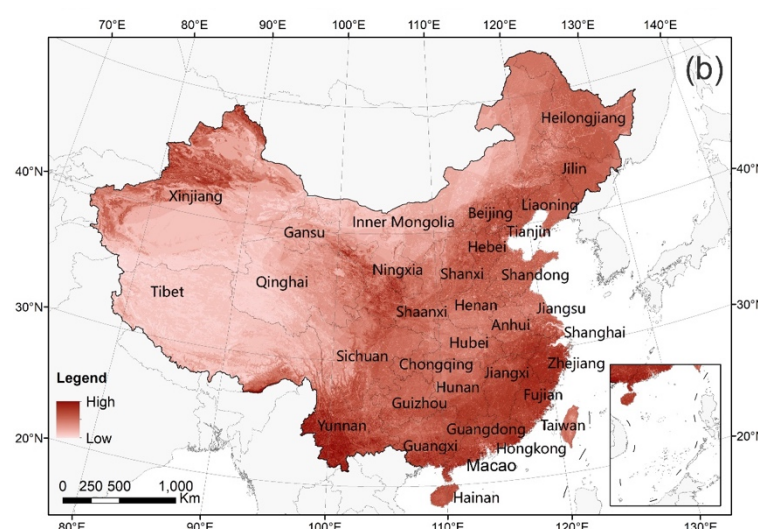 70°E 80°E 90°E 100°E 110°E 120°E 130°E 140°E
(b)
Heilongjiang
40°N
Jilin
40°N
Xinjiang
Liaoning
Inner Mongolia
Beijing
Gansu
Tianjin
Hebei
Ningxia
Shanxi
Shandong
Qinghai
Tibet
30°N
Henan
Jiangsu
30°N
Shaanxi
Anhui
Shanghai
Hubei
Sichuan
Chongqing
Zhejiang
Jiangxi
Legend
Hunan
High
Fujian
Guizhou
Low
Yunnan
Guangdong
Taiwan
20°N
Guangxi
Hongkong
20°N
Macao
0 250 500 1,000
Km
Hainan
80°E 90°E 100°E 110°E 120°E